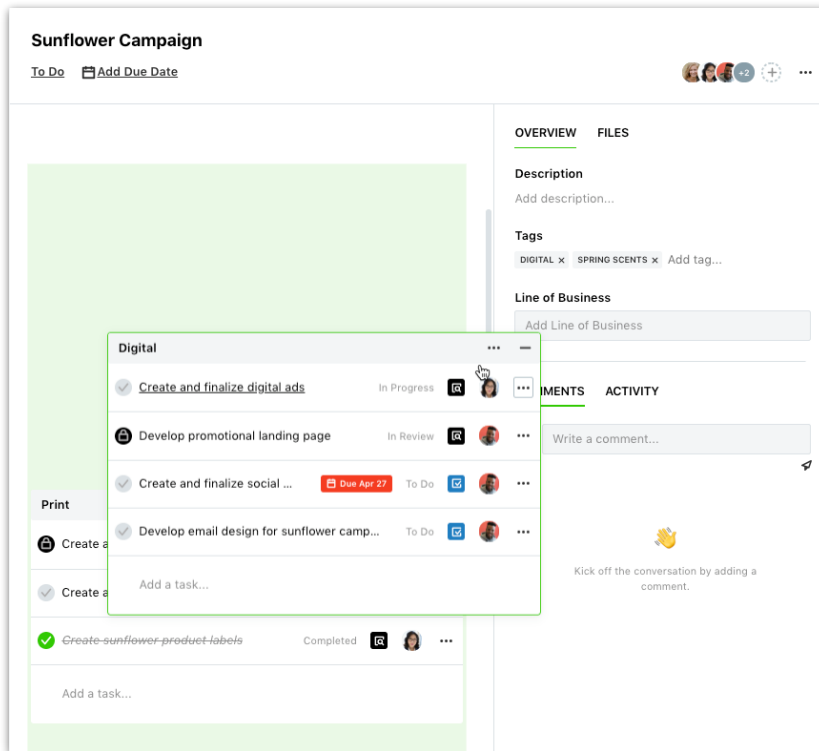 Sunflower Campaign
To Do Add Due Date
+2
OVERVIEW FILES
Description
Add description...
Tags
DIGITAL x SPRING SCENTS x Add tag...
Line of Business
Add Line of Business
MENTS ACTIVITY
Write a comment...
Kick off the conversation by adding a
comment.
Digital
Create and finalize digital ads In Progress
Develop promotional landing page In Review
Create and finalize social ... Due Apr 27 To Do
Develop email design for sunflower camp... To Do
Add a task...
Print
Create a
Create a
Create sunflower product labels Completed
Add a task...